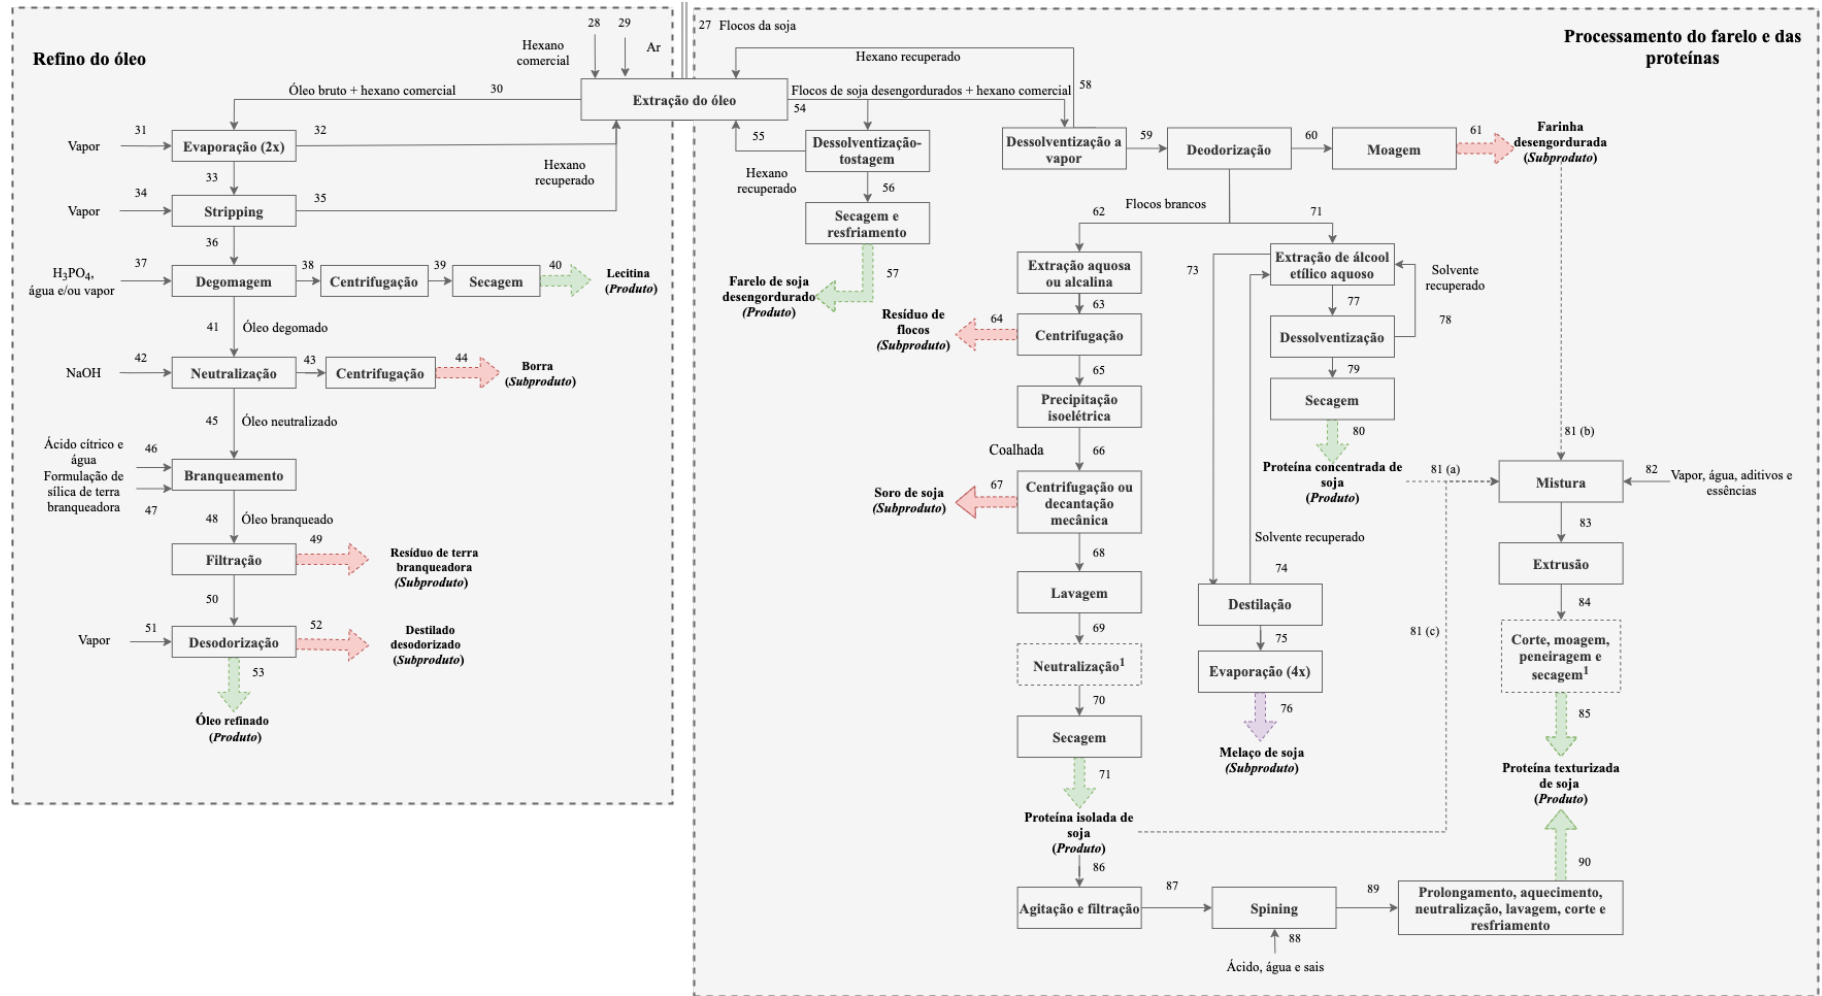 Refino do óleo
28
29
Hexano
comercial
Ar
Óleo bruto + hexano comercial
30
Extração do óleo
31
Vapor
Evaporação (2x)
32
Hexano
recuperado
33
34
Vapor
Stripping
35
36
37
H3PO4,
água e/ou vapor
Degomagem
38
Centrifugação
39
Secagem
40
Lecitina
(Produto)
41
Óleo degomado
42
NaOH
Neutralização
43
Centrifugação
44
Borra
(Subproduto)
45
Óleo neutralizado
Ácido cítrico e
água
46
Formulação de
sílica de terra
branqueadora
47
Branqueamento
48
Óleo branqueado
Filtração
49
Resíduo de terra
branqueadora
(Subproduto)
50
51
Vapor
Desodorização
52
Destilado
desodorizado
(Subproduto)
53
Óleo refinado
(Produto)
27 Flocos da soja
Processamento do farelo e das
proteínas
Hexano recuperado
58
Flocos de soja desengordurados + hexano comercial
54
55
Hexano
recuperado
Dessolventização-
tostagem
56
Secagem e
resfriamento
57
Farelo de soja
desengordurado
(Produto)
Dessolventização a
vapor
59
Deodorização
60
Moagem
61
Farinha
desengordurada
(Subproduto)
Flocos brancos
62
71
Extração aquosa
ou alcalina
63
Centrifugação
64
Resíduo de
flocos
(Subproduto)
65
Precipitação
isoelétrica
Coalhada
66
Centrifugação ou
decantação
mecânica
67
Soro de soja
(Subproduto)
68
Lavagem
69
Neutralização1
70
Secagem
71
Proteína isolada de
soja
(Produto)
73
Extração de álcool
etílico aquoso
Solvente
recuperado
77
78
Dessolventização
79
Secagem
80
Proteína concentrada de
soja
(Produto)
Solvente recuperado
74
Destilação
75
Evaporação (4x)
76
Melaço de soja
(Subproduto)
81 (a)
81 (b)
81 (c)
Mistura
82
Vapor, água, aditivos e
essências
83
Extrusão
84
Corte, moagem,
peneiragem e
secagem1
85
Proteína texturizada
de soja
(Produto)
86
Agitação e filtração
87
Spining
88
Ácido, água e sais
89
Prolongamento, aquecimento,
neutralização, lavagem, corte e
resfriamento
90